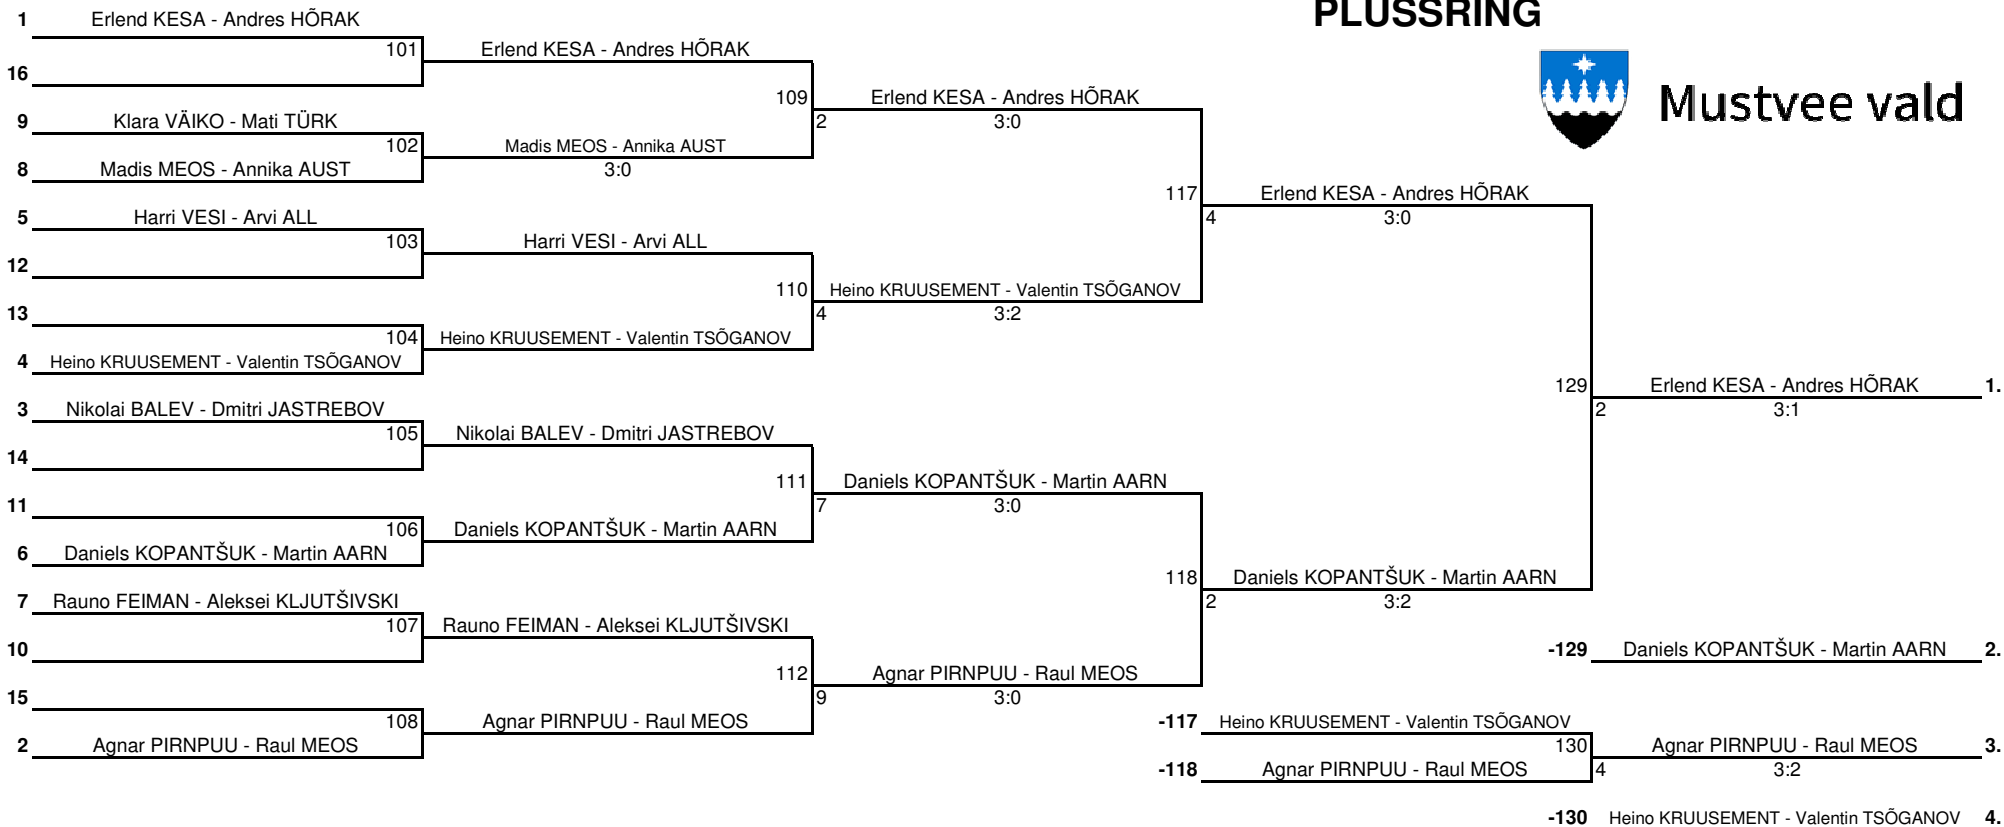 PLUSSRING
Mustvee vald
1 Erlend KESA - Andres HÕRAK
101 Erlend KESA - Andres HÕRAK
16
109 Erlend KESA - Andres HÕRAK
9 Klara VÄIKO - Mati TÜRK
2 3:0
102 Madis MEOS - Annika AUST
8 Madis MEOS - Annika AUST
3:0
117 Erlend KESA - Andres HÕRAK
5 Harri VESI - Arvi ALL
4 3:0
103 Harri VESI - Arvi ALL
12
110 Heino KRUUSEMENT - Valentin TSÕGANOV
13
4 3:2
104 Heino KRUUSEMENT - Valentin TSÕGANOV
4 Heino KRUUSEMENT - Valentin TSÕGANOV
129 Erlend KESA - Andres HÕRAK 1.
3 Nikolai BALEV - Dmitri JASTREBOV
2 3:1
105 Nikolai BALEV - Dmitri JASTREBOV
14
111 Daniels KOPANTŠUK - Martin AARN
11
7 3:0
106 Daniels KOPANTŠUK - Martin AARN
6 Daniels KOPANTŠUK - Martin AARN
118 Daniels KOPANTŠUK - Martin AARN
7 Rauno FEIMAN - Aleksei KLJUTŠIVSKI
2 3:2
107 Rauno FEIMAN - Aleksei KLJUTŠIVSKI
10
-129 Daniels KOPANTŠUK - Martin AARN 2.
112 Agnar PIRNPUU - Raul MEOS
15
9 3:0
108 Agnar PIRNPUU - Raul MEOS
-117 Heino KRUUSEMENT - Valentin TSÕGANOV
2 Agnar PIRNPUU - Raul MEOS
130 Agnar PIRNPUU - Raul MEOS 3.
-118 Agnar PIRNPUU - Raul MEOS
4 3:2
-130 Heino KRUUSEMENT - Valentin TSÕGANOV 4.